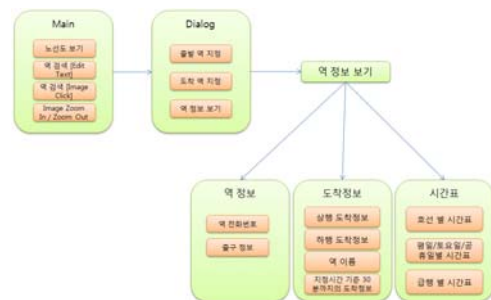 Main
노선도 보기
역 검색 [Edit
Text]
역 검색 [Image
Click]
Image Zoom
In / Zoom Out
Dialog
출발 역 지정
도착 역 지정
역 정보 보기
역 정보 보기
역 정보
역 전화번호
출구 정보
도착정보
상행 도착정보
하행 도착정보
역 이름
지정시간 기준 30
분까지의 도착정보
시간표
호선 별 시간표
평일/토요일/공
휴일별 시간표
급행 별 시간표